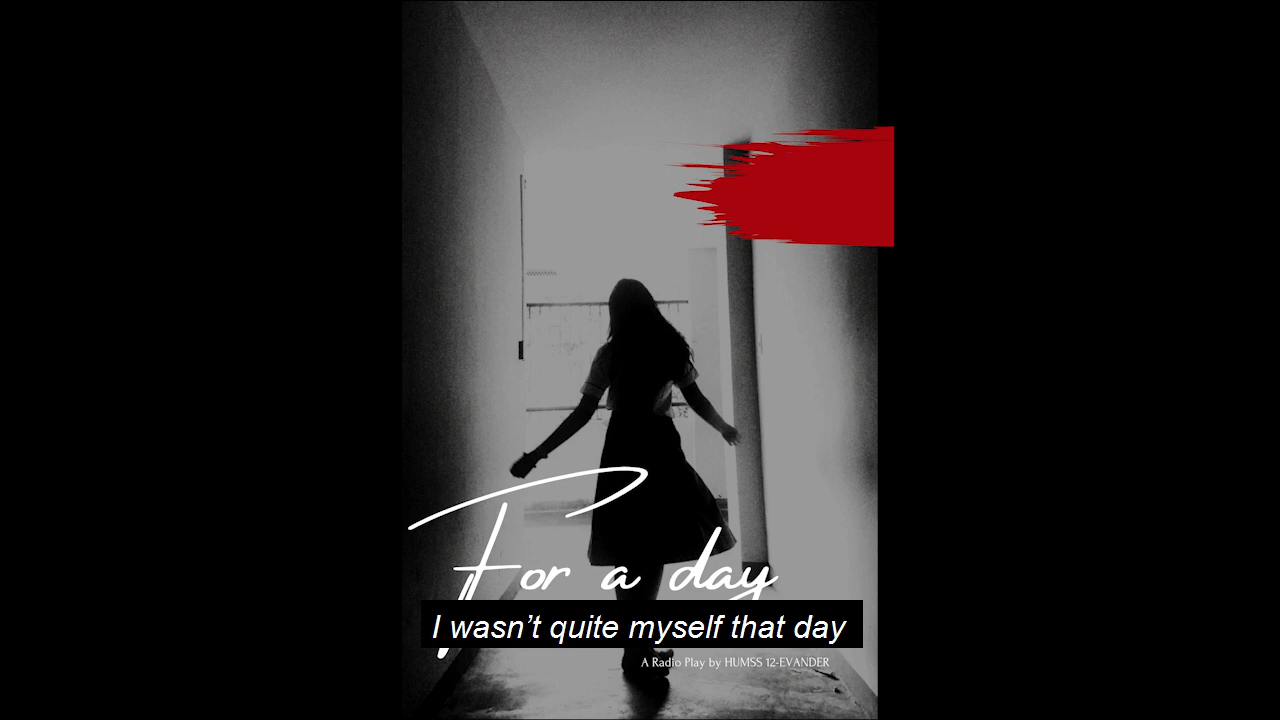 For a day
I wasn’t quite myself that day
A Radio Play by HUMSS 12-EVANDER